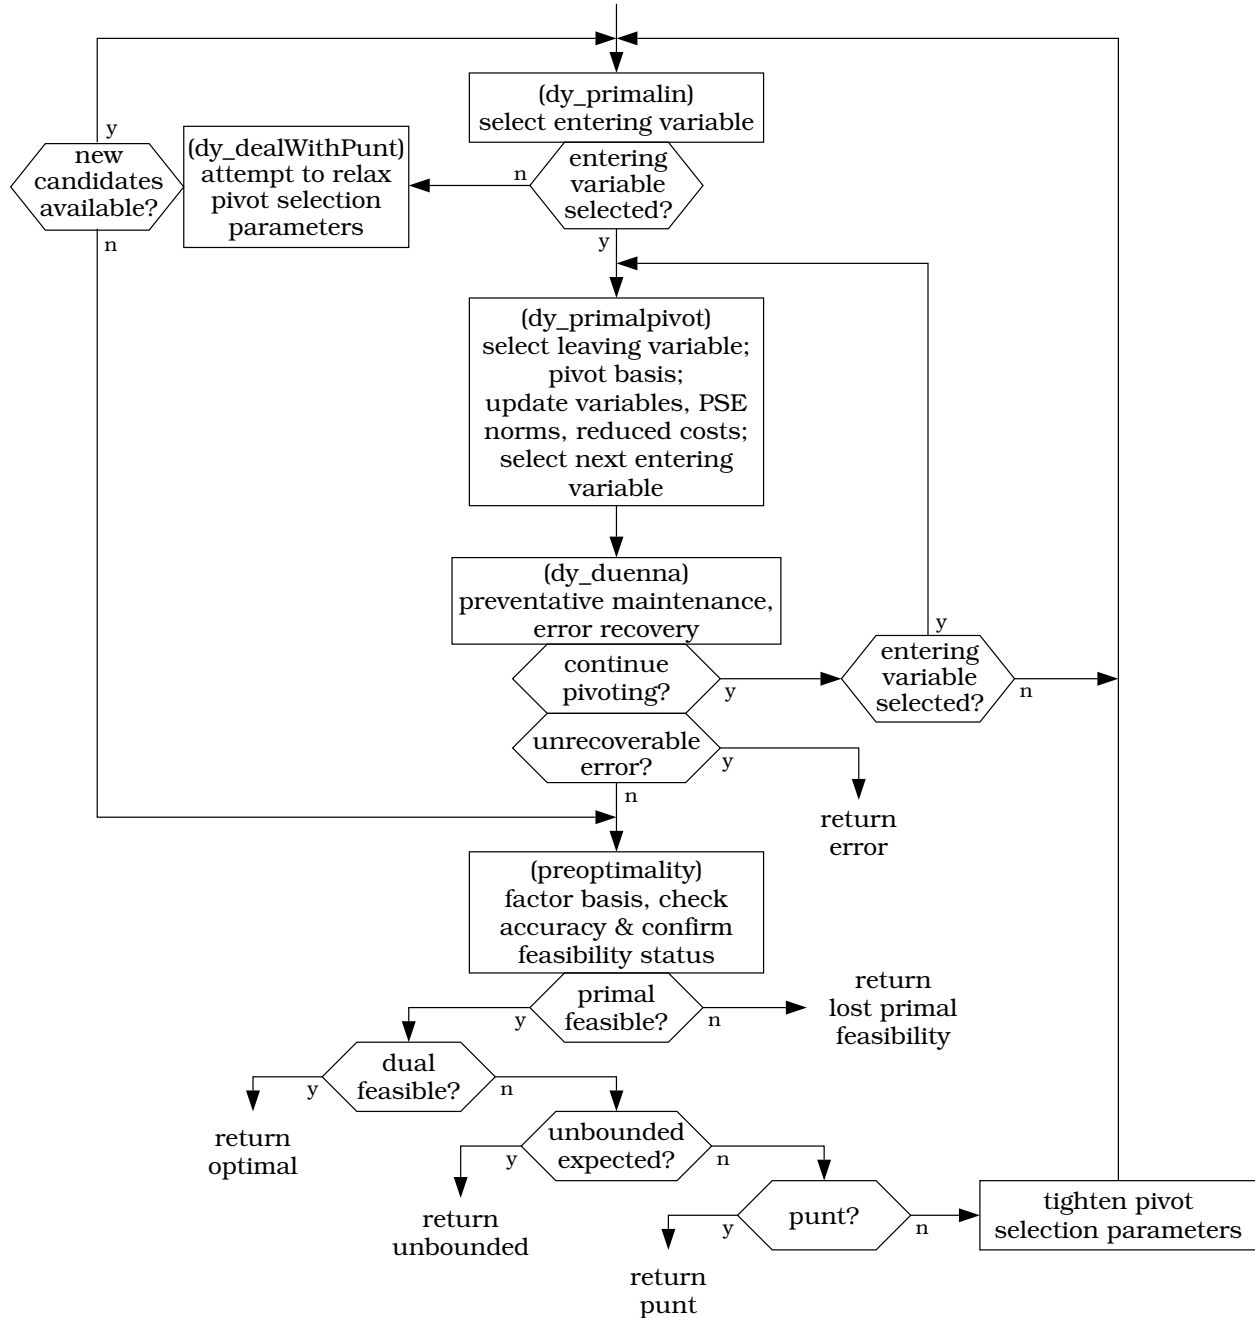 (dy_primalin)
select entering variable
y
new
candidates
available?
n
(dy_dealWithPunt)
attempt to relax
pivot selection
parameters
n
entering
variable
selected?
y
(dy_primalpivot)
select leaving variable;
pivot basis;
update variables, PSE
norms, reduced costs;
select next entering
variable
(dy_duenna)
preventative maintenance,
error recovery
continue
pivoting?
y
y
entering
variable
selected?
n
unrecoverable
error?
y
n
return
error
(preoptimality)
factor basis, check
accuracy & confirm
feasibility status
primal
feasible?
y
n
return
lost primal
feasibility
dual
feasible?
y
n
return
optimal
unbounded
expected?
y
n
return
unbounded
punt?
y
n
return
punt
tighten pivot
selection parameters